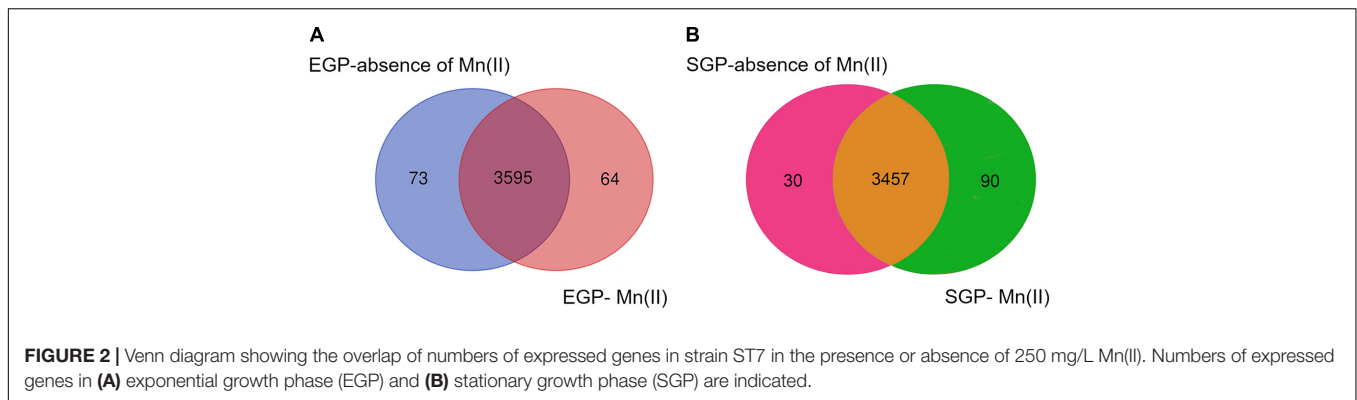 A
B
EGP-absence of Mn(II)
SGP-absence of Mn(II)
73
3595
64
30
3457
90
EGP- Mn(II)
SGP- Mn(II)
FIGURE 2 | Venn diagram showing the overlap of numbers of expressed genes in strain ST7 in the presence or absence of 250 mg/L Mn(II). Numbers of expressed
genes in (A) exponential growth phase (EGP) and (B) stationary growth phase (SGP) are indicated.